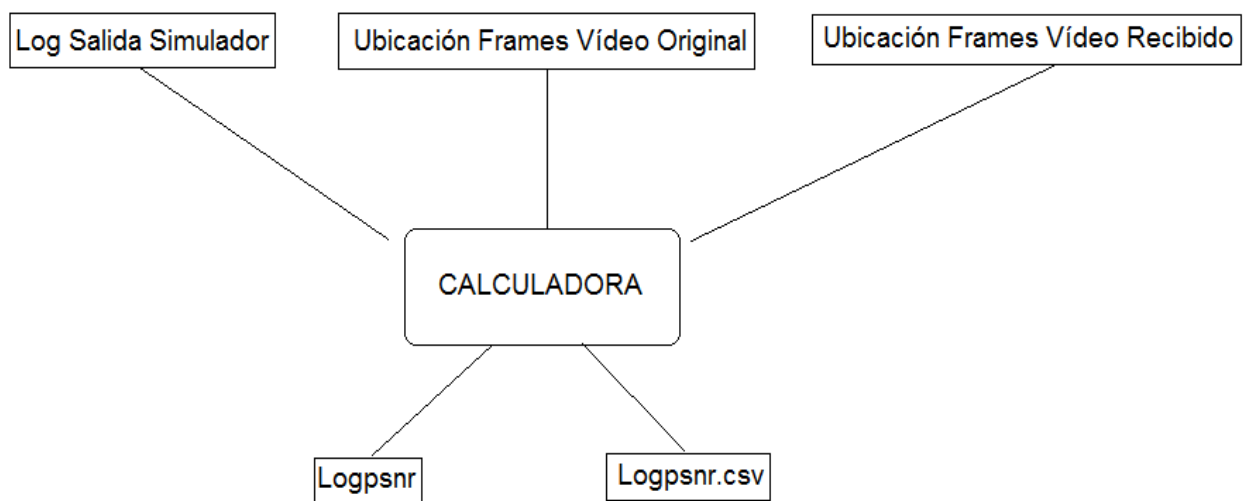 Log Salida Simulador
Ubicación Frames Vídeo Original
Ubicación Frames Vídeo Recibido
CALCULADORA
Logpsnr
Logpsnr.csv